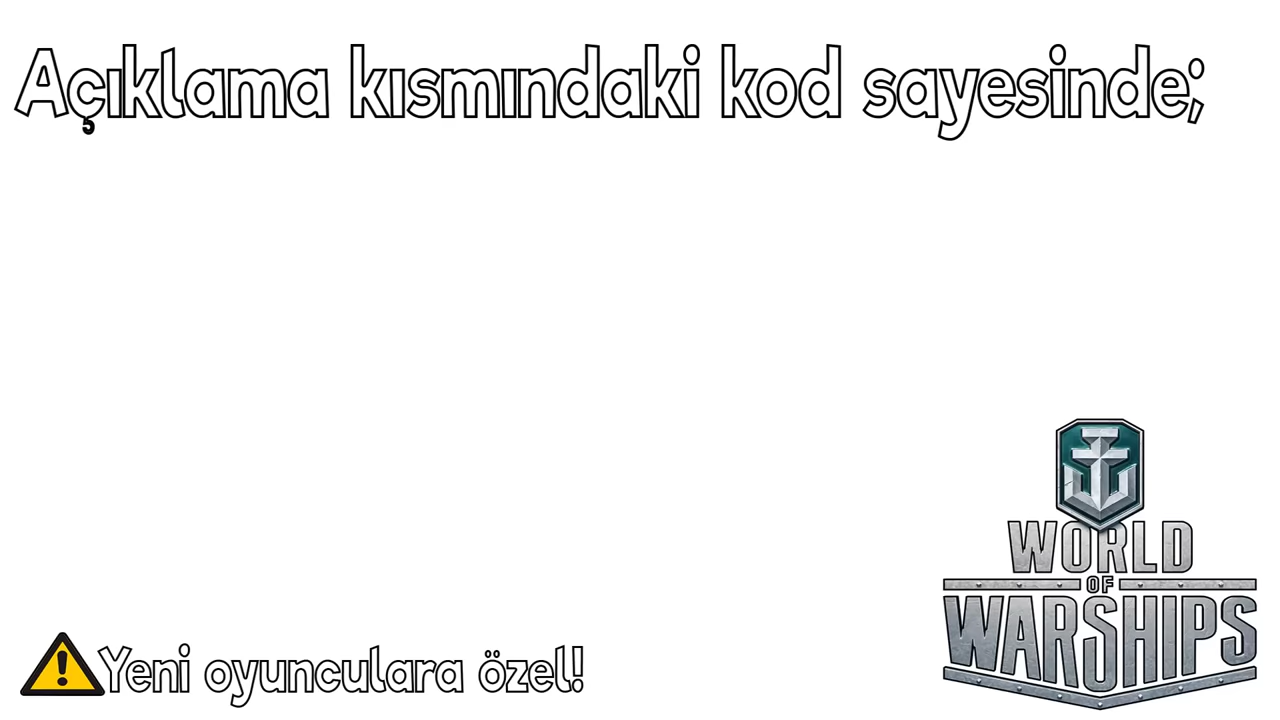 Açıklama kısmındaki kod sayesinde;
WORLD
OF
WARSHIPS
Yeni oyunculara özel!